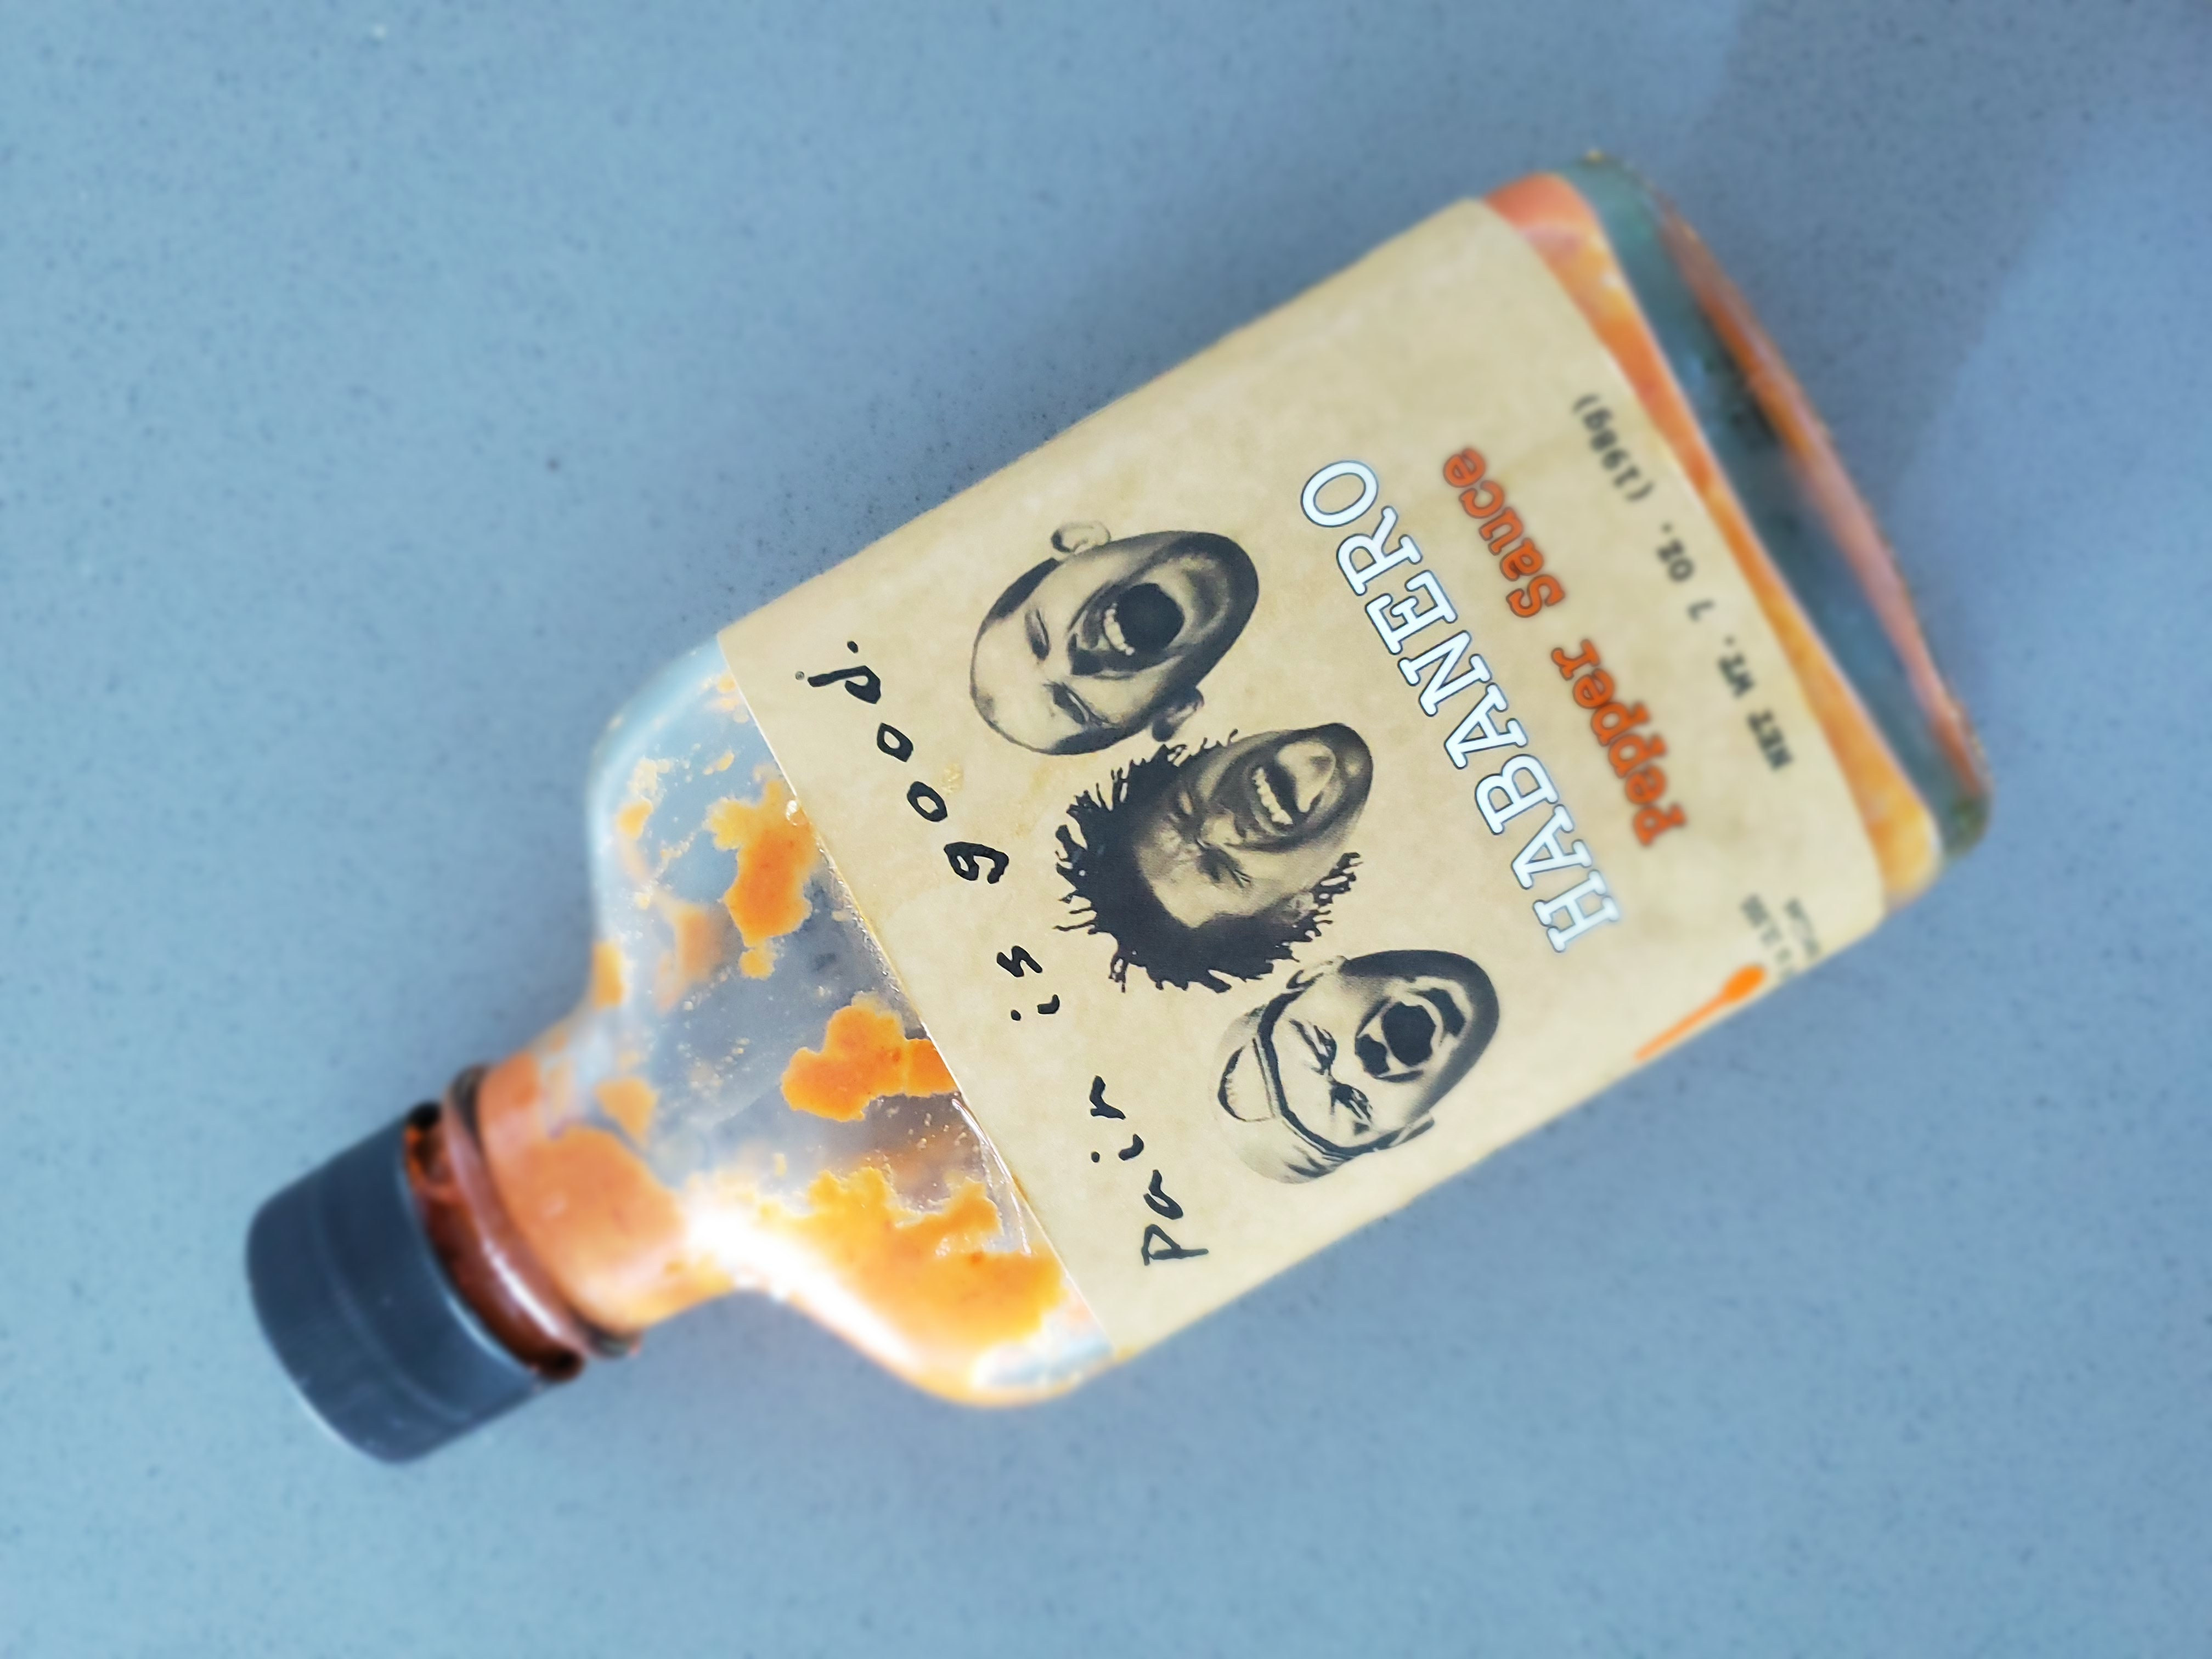 Pain is good.®
HABANERO
Pepper Sauce
NET WT. 7 OZ. (198g)